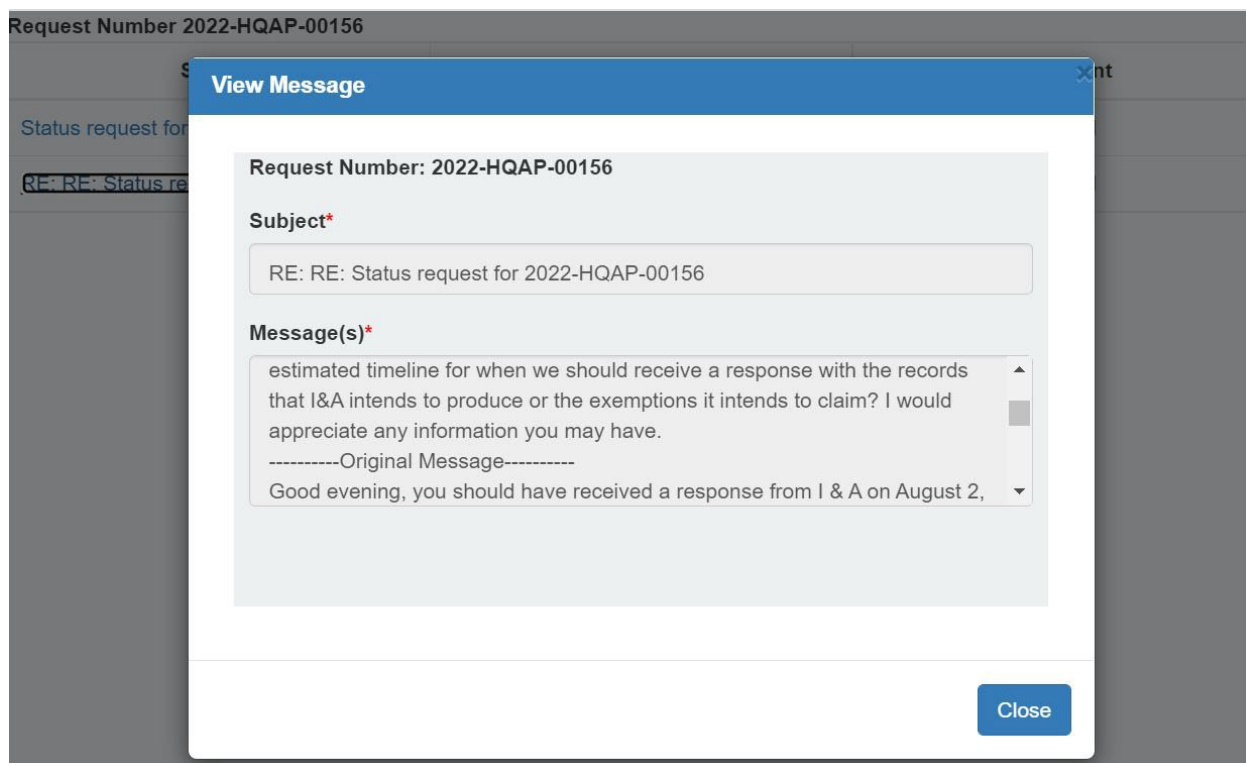 Request Number 2022-HQAP-00156
S
nt
View Message
×
Status request for
RE: RE: Status re
Request Number: 2022-HQAP-00156
Subject*
RE: RE: Status request for 2022-HQAP-00156
Message(s)*
estimated timeline for when we should receive a response with the records
that I&A intends to produce or the exemptions it intends to claim? I would
appreciate any information you may have.
----------Original Message----------
Good evening, you should have received a response from I & A on August 2,
Close